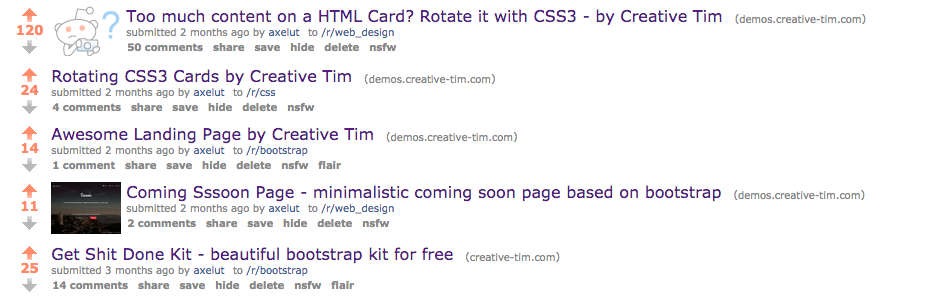 Too much content on a HTML Card? Rotate it with CSS3 - by Creative Tim (demos.creative-tim.com)
120
submitted 2 months ago by axelut to /r/web_design
50 comments share save hide delete nsfw
Rotating CSS3 Cards by Creative Tim (demos.creative-tim.com)
24
submitted 2 months ago by axelut to /r/css
4 comments share save hide delete nsfw
Awesome Landing Page by Creative Tim (demos.creative-tim.com)
14
submitted 2 months ago by axelut to /r/bootstrap
1 comment share save hide delete nsfw flair
Coming Sssoon Page - minimalistic coming soon page based on bootstrap (demos.creative-tim.com)
11
submitted 2 months ago by axelut to /r/web_design
2 comments share save hide delete nsfw
Get Shit Done Kit - beautiful bootstrap kit for free (creative-tim.com)
25
submitted 3 months ago by axelut to /r/bootstrap
14 comments share save hide delete nsfw flair